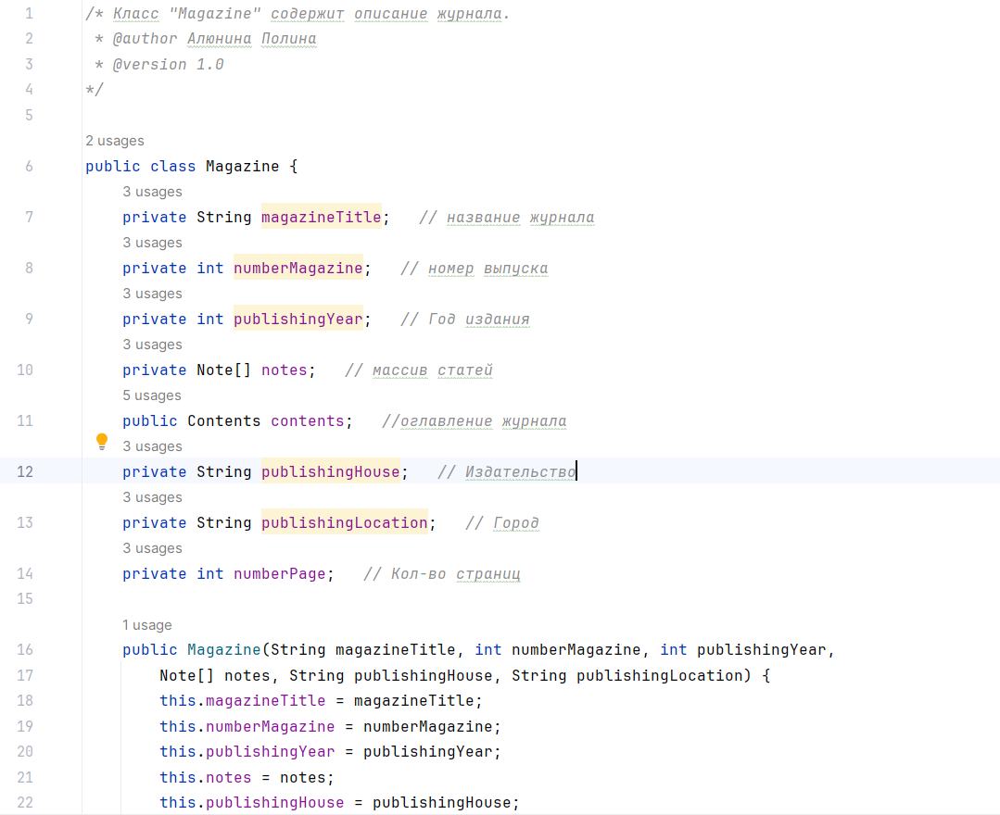 1 /* Класс "Magazine" содержит описание журнала.
2 * @author Алюнина Полина
3 * @version 1.0
4 */
5
2 usages
6 public class Magazine {
3 usages
7 private String magazineTitle; // название журнала
3 usages
8 private int numberMagazine; // номер выпуска
3 usages
9 private int publishingYear; // Год издания
3 usages
10 private Note[] notes; // массив статей
5 usages
11 public Contents contents; //оглавление журнала
3 usages
12 private String publishingHouse; // Издательство
3 usages
13 private String publishingLocation; // Город
3 usages
14 private int numberPage; // Кол-во страниц
15
1 usage
16 public Magazine(String magazineTitle, int numberMagazine, int publishingYear,
17 Note[] notes, String publishingHouse, String publishingLocation) {
18 this.magazineTitle = magazineTitle;
19 this.numberMagazine = numberMagazine;
20 this.publishingYear = publishingYear;
21 this.notes = notes;
22 this.publishingHouse = publishingHouse;